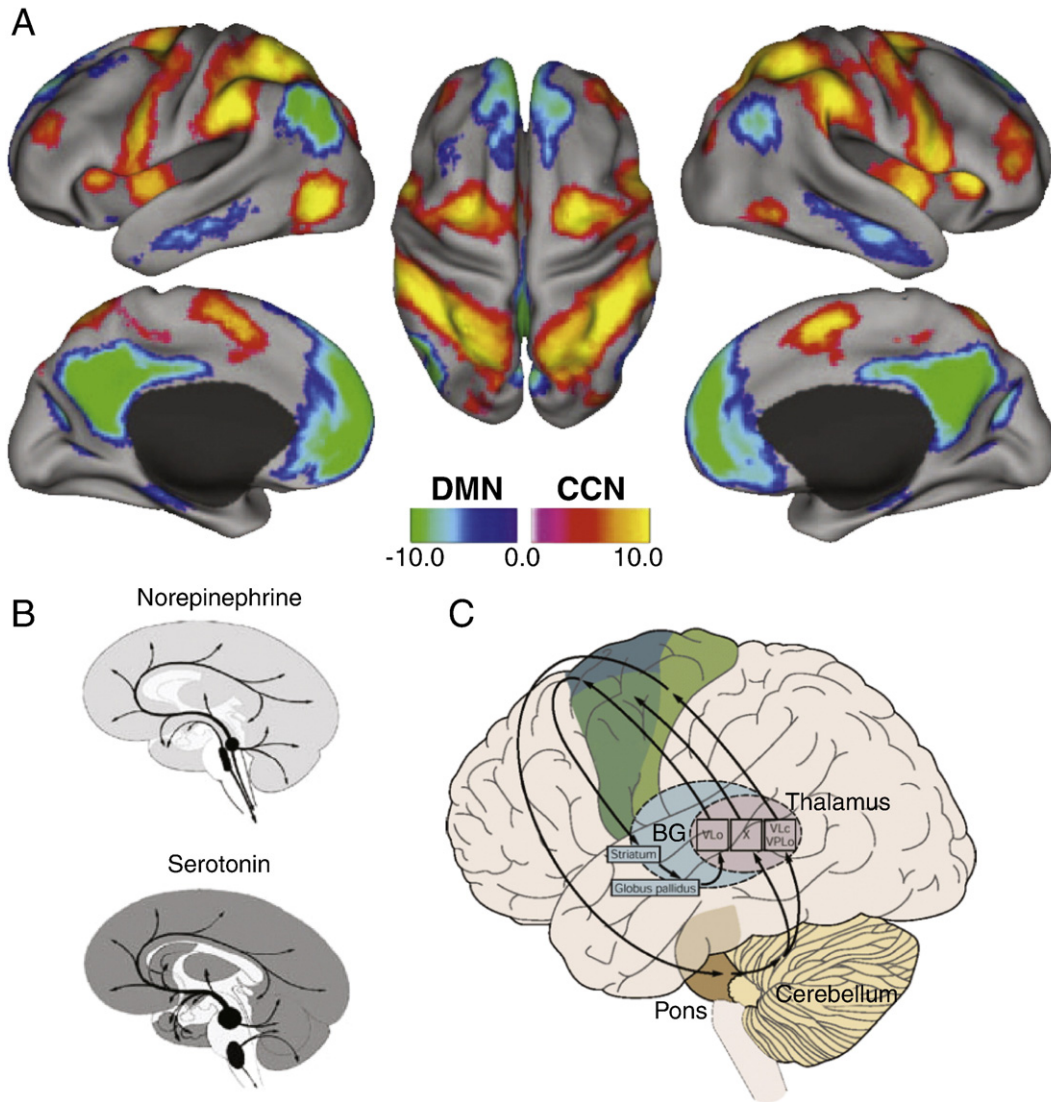 A
DMN CCN
-10.0 0.0 10.0
B
Norepinephrine
Serotonin
C
Thalamus
BG
VLo X VLc
VPLo
Striatum
Globus pallidus
Pons
Cerebellum